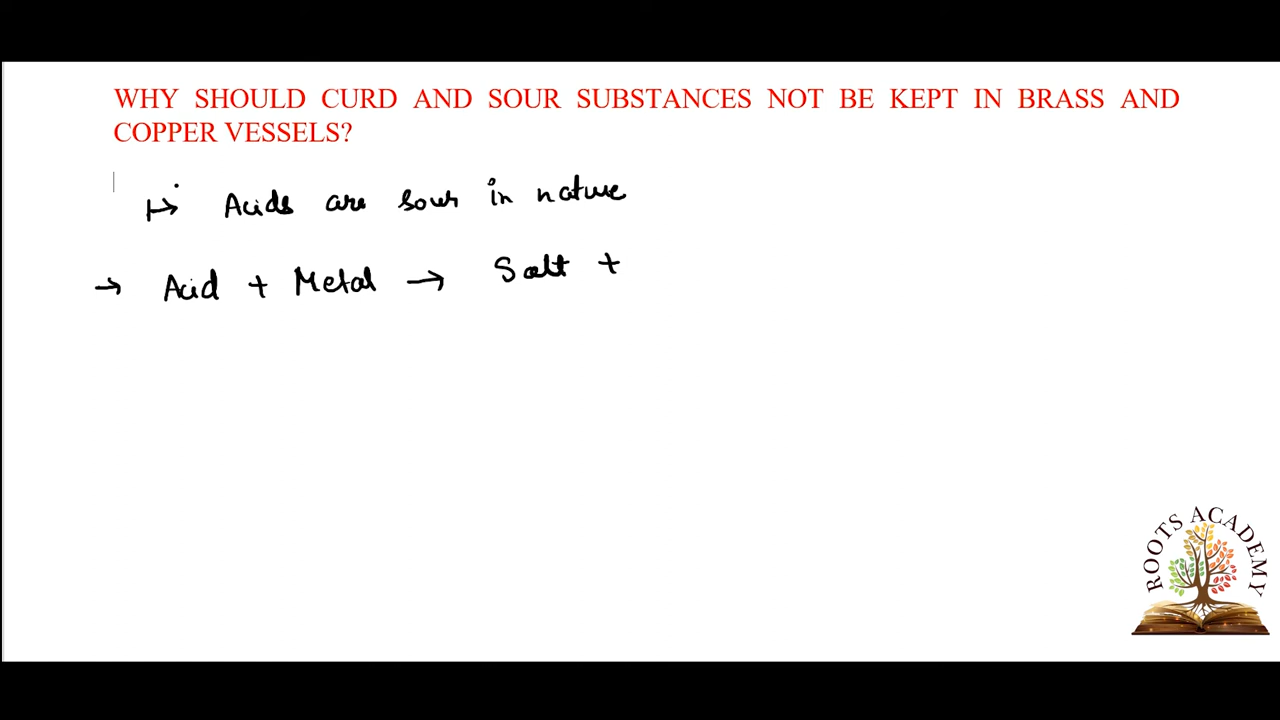 WHY SHOULD CURD AND SOUR SUBSTANCES NOT BE KEPT IN BRASS AND
COPPER VESSELS?
↦ Acids are sour in nature
→ Acid + Metal → Salt +
ROOTS ACADEMY